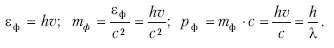 ε_ф = hν; m_ф = ε_ф/c² = hν/c²; p_ф = m_ф · c = hν/c = h/λ.